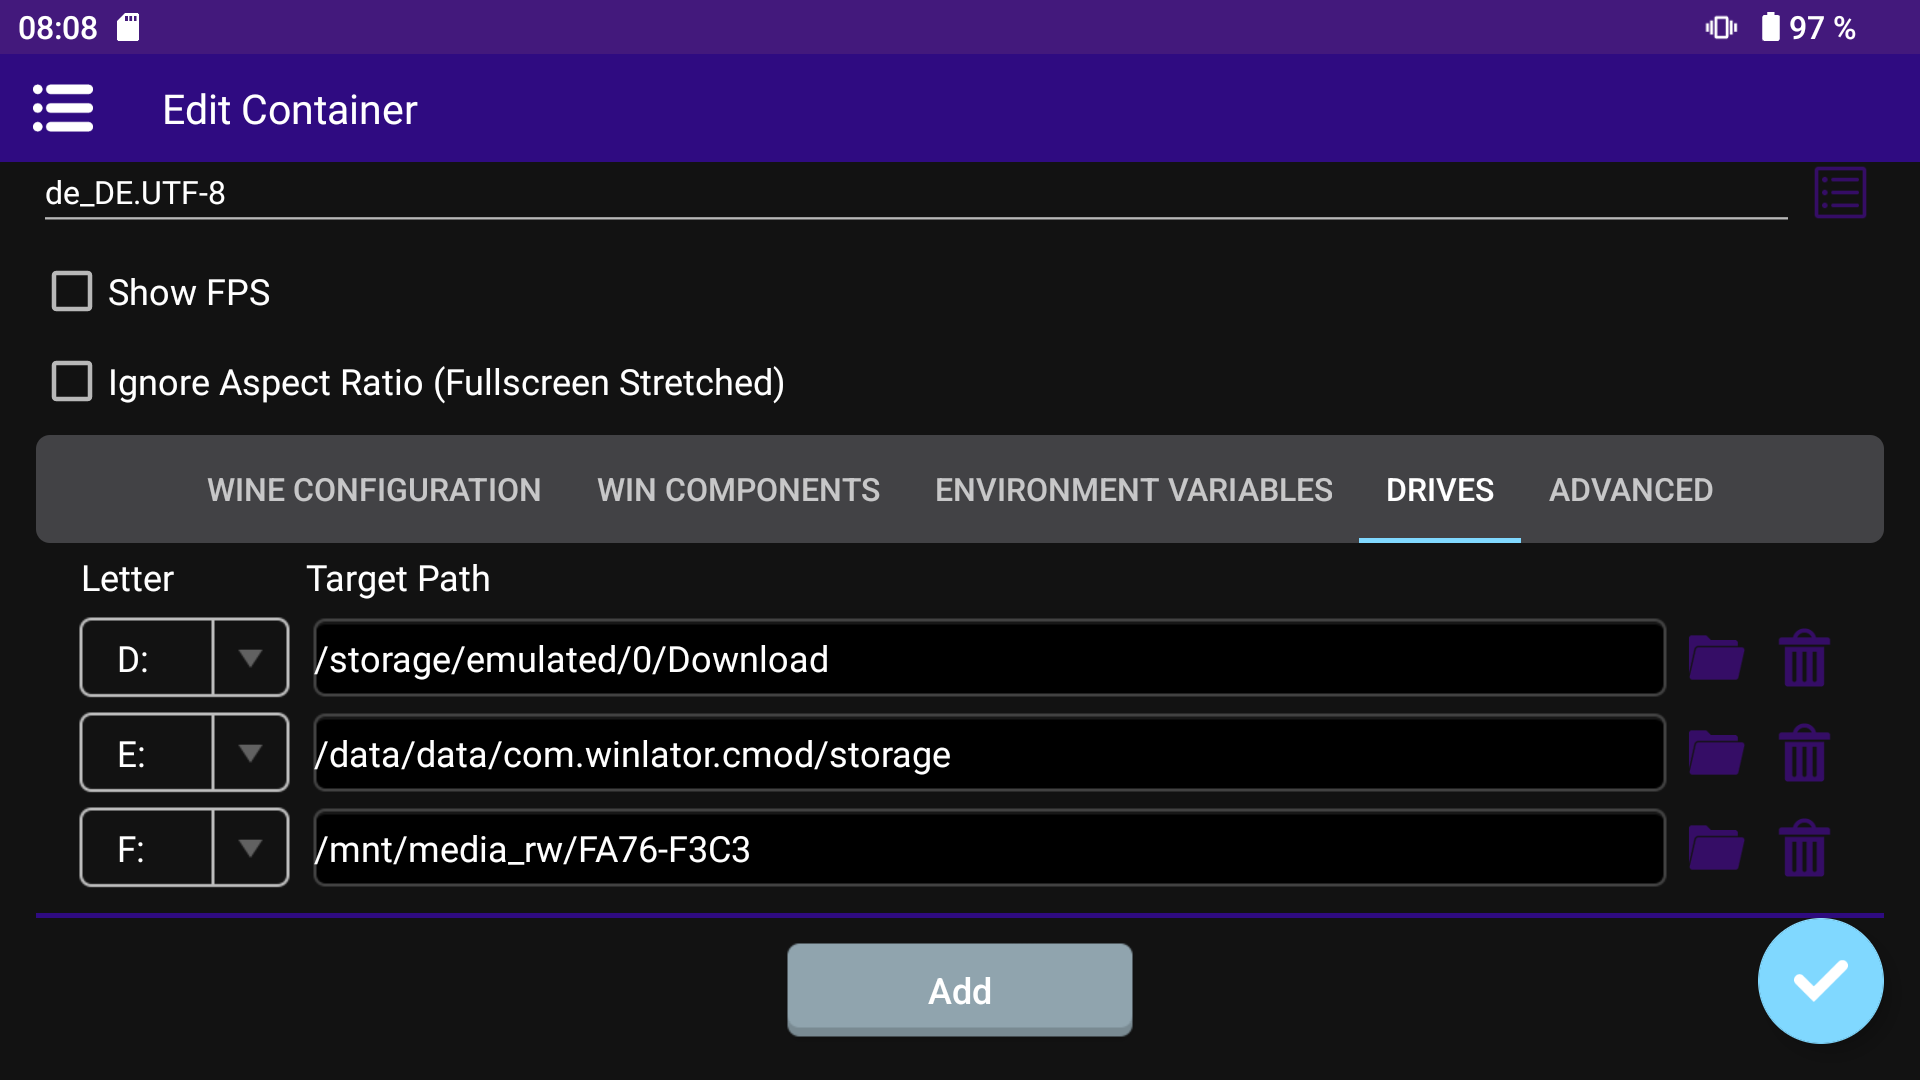 08:08 97 %
Edit Container
de_DE.UTF-8
Show FPS
Ignore Aspect Ratio (Fullscreen Stretched)
WINE CONFIGURATION WIN COMPONENTS ENVIRONMENT VARIABLES DRIVES ADVANCED
Letter Target Path
D: /storage/emulated/0/Download
E: /data/data/com.winlator.cmod/storage
F: /mnt/media_rw/FA76-F3C3
Add